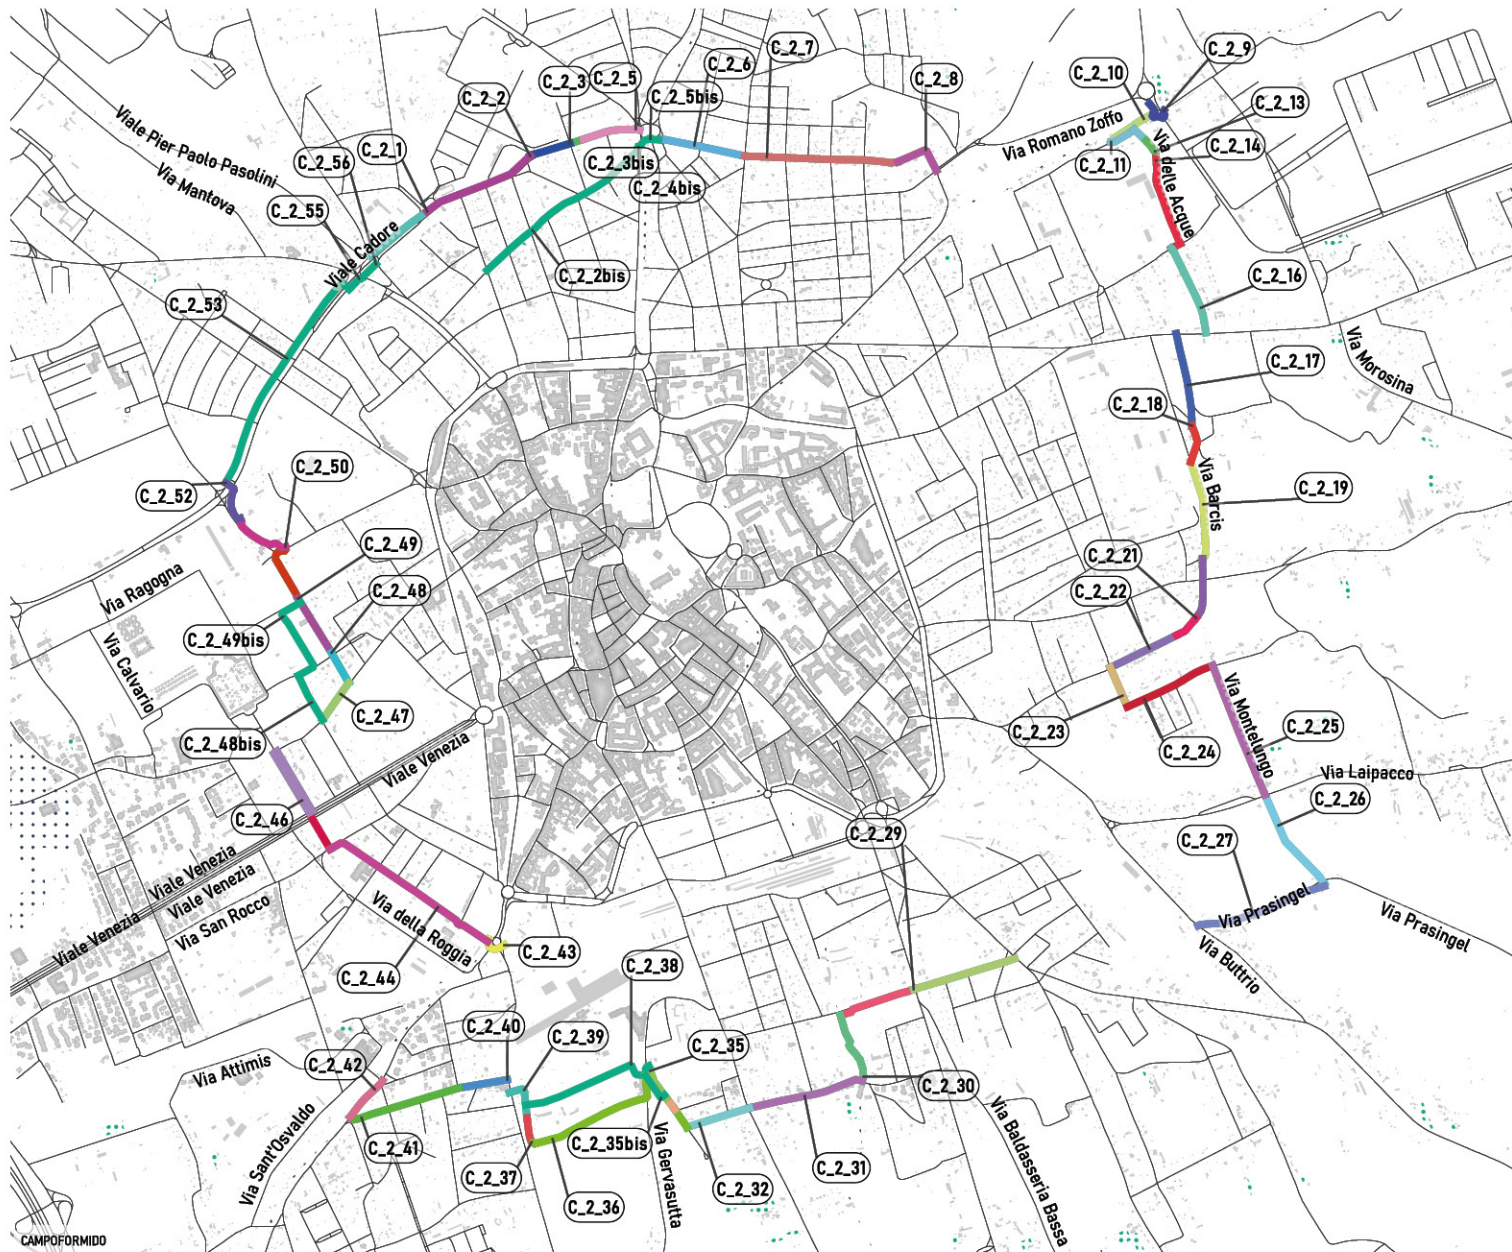 C_2_9
C_2_7
C_2_6
C_2_10
C_2_3
C_2_5
C_2_8
C_2_2
C_2_5bis
C_2_13
Viale Pier Paolo Pasolini
Via Romano Zoffo
C_2_56
C_2_1
C_2_14
C_2_3bis
C_2_11
Via delle Acque
Via Mantova
C_2_4bis
C_2_55
Viale Cadore
C_2_2bis
C_2_16
C_2_53
Via Morosina
C_2_17
C_2_18
C_2_50
C_2_52
C_2_19
Via Barcis
C_2_49
C_2_21
Via Ragogna
C_2_48
C_2_22
C_2_49bis
Via Calvario
C_2_47
Via Montelungo
C_2_25
C_2_23
C_2_48bis
C_2_24
Viale Venezia
Via Laipacco
C_2_26
C_2_46
C_2_29
C_2_27
Viale Venezia
Viale Venezia
Via San Rocco
Viale Venezia
Via della Roggia
Via Prasingel
Via Prasingel
C_2_43
C_2_44
C_2_38
Via Buttrio
C_2_40
C_2_39
C_2_35
C_2_42
Via Attimis
C_2_30
Via Sant'Osvaldo
C_2_41
C_2_35bis
Via Baldasseria Bassa
C_2_37
C_2_31
C_2_36
Via Gervasutta
C_2_32
CAMPOFORMIDO